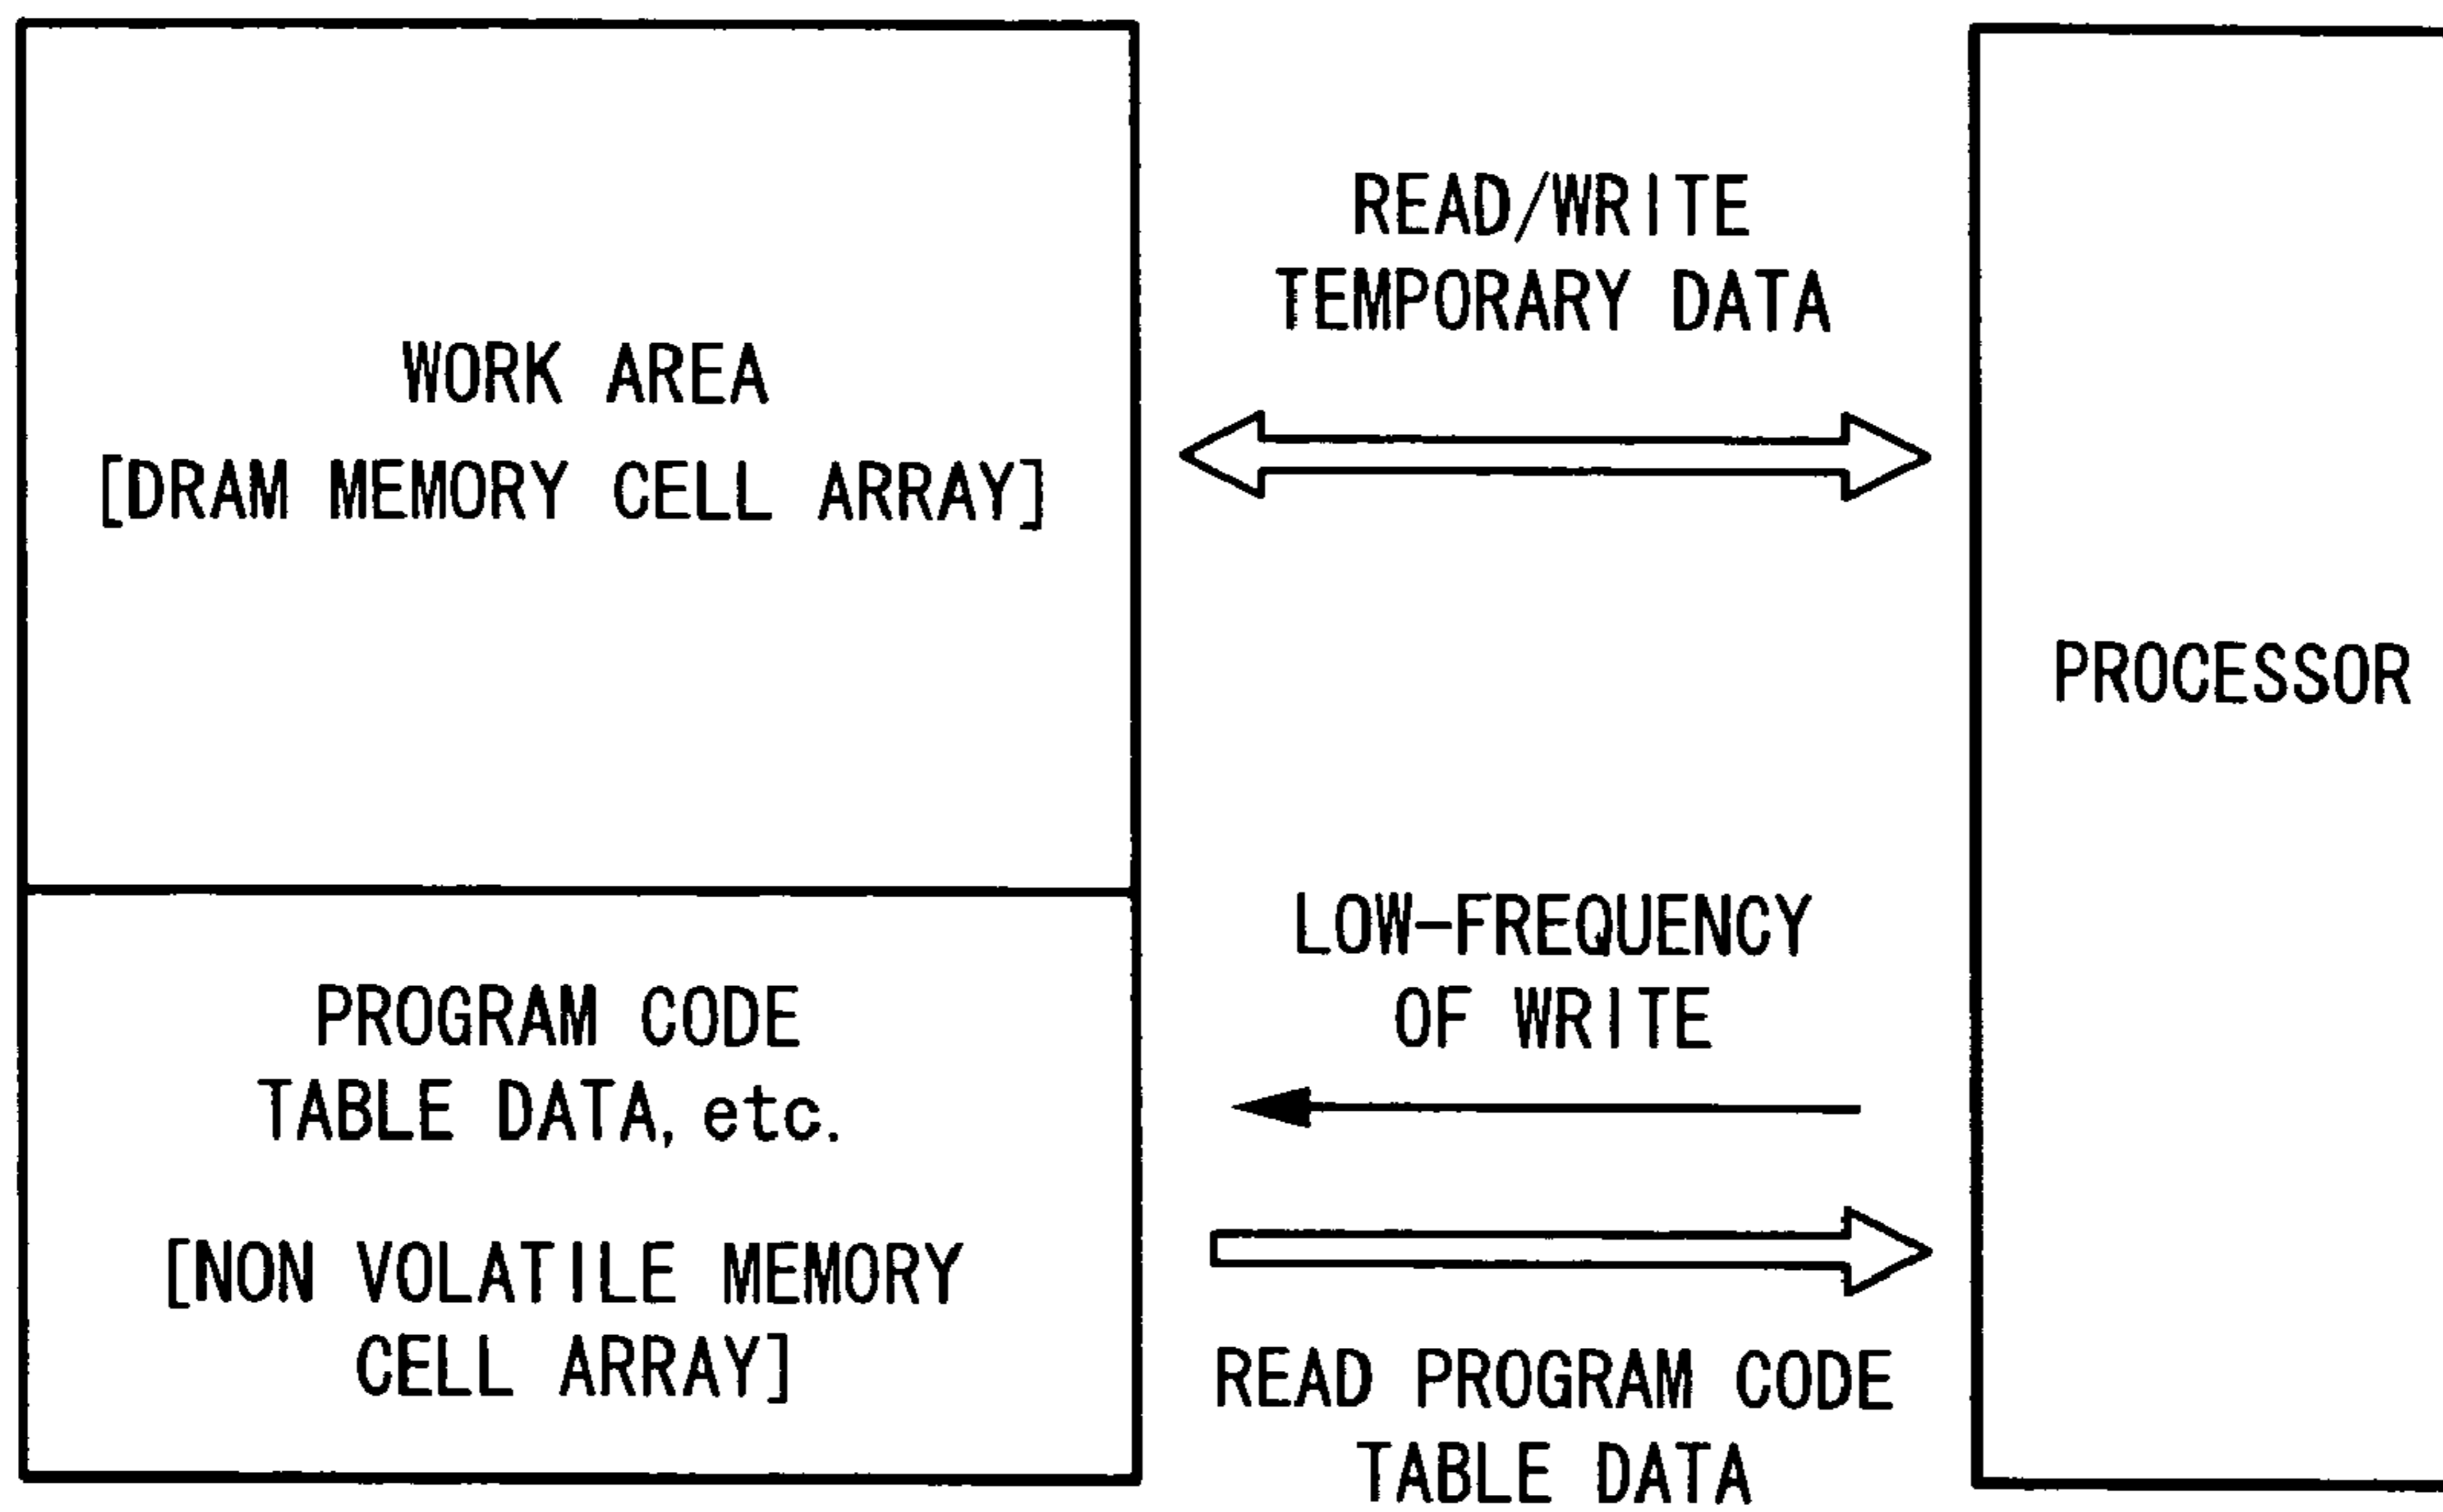 WORK AREA
[DRAM MEMORY CELL ARRAY]
PROGRAM CODE
TABLE DATA, etc.
[NON VOLATILE MEMORY
CELL ARRAY]
READ/WRITE
TEMPORARY DATA
LOW-FREQUENCY
OF WRITE
READ PROGRAM CODE
TABLE DATA
PROCESSOR